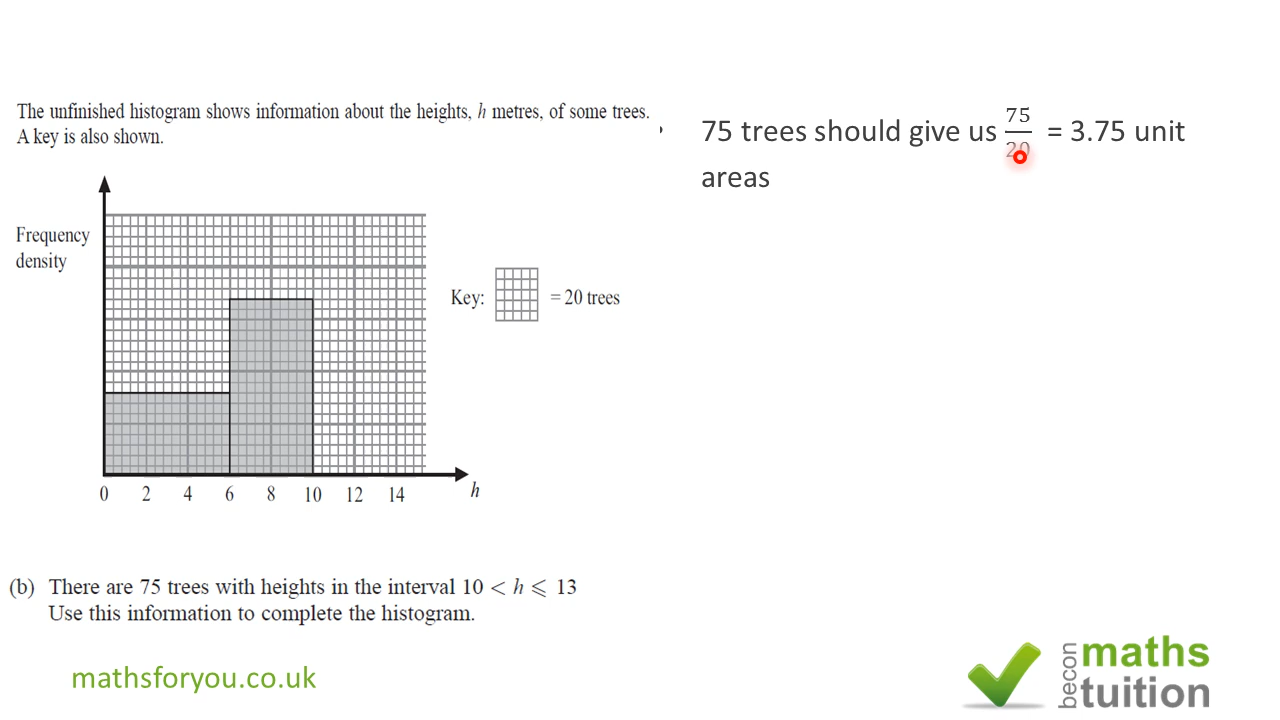 The unfinished histogram shows information about the heights, h metres, of some trees.
A key is also shown.
75 trees should give us 75/20 = 3.75 unit
areas
Frequency
density
Key: = 20 trees
0 2 4 6 8 10 12 14 h
(b) There are 75 trees with heights in the interval 10 < h ⩽ 13
Use this information to complete the histogram.
mathsforyou.co.uk
becon
maths
tuition